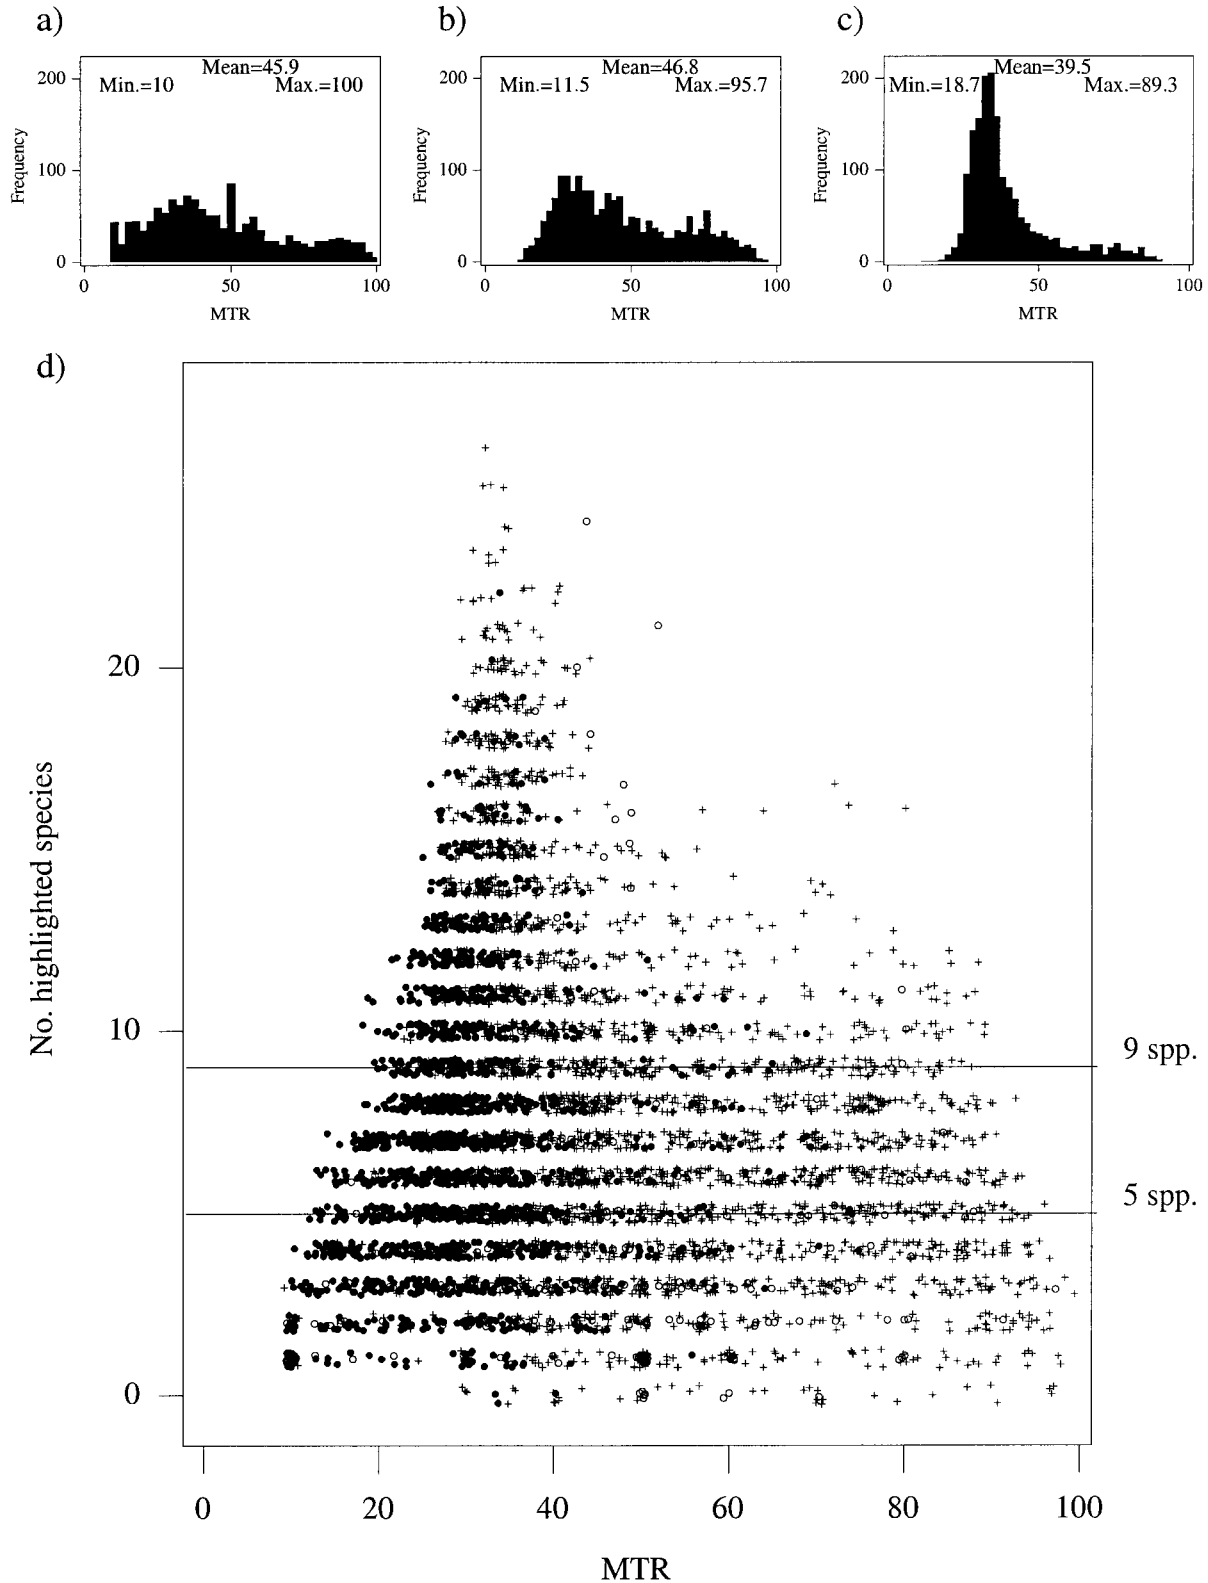 a)
Mean=45.9
Min.=10 Max.=100
200
100
0
Frequency
0 50 100
MTR
b)
Mean=46.8
Min.=11.5 Max.=95.7
200
100
0
Frequency
0 50 100
MTR
c)
Mean=39.5
Min.=18.7 Max.=89.3
200
100
0
Frequency
0 50 100
MTR
d)
20
10
0
No. highlighted species
9 spp.
5 spp.
0 20 40 60 80 100
MTR